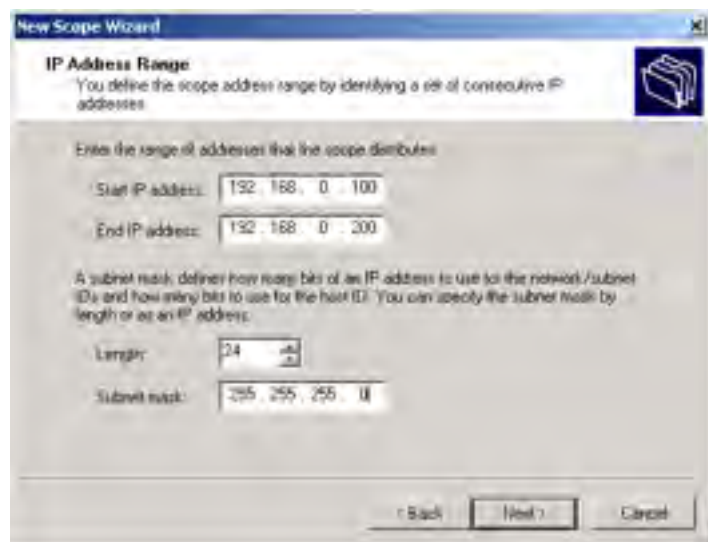 New Scope Wizard
IP Address Range
You define the scope address range by identifying a set of consecutive IP
addresses.
Enter the range of addresses that the scope distributes.
Start IP address: 192 . 168 . 0 . 100
End IP address: 192 . 168 . 0 . 200
A subnet mask defines how many bits of an IP address to use for the network/subnet
IDs and how many bits to use for the host ID. You can specify the subnet mask by
length or as an IP address.
Length: 24
Subnet mask: 255 . 255 . 255 . 0
< Back Next > Cancel